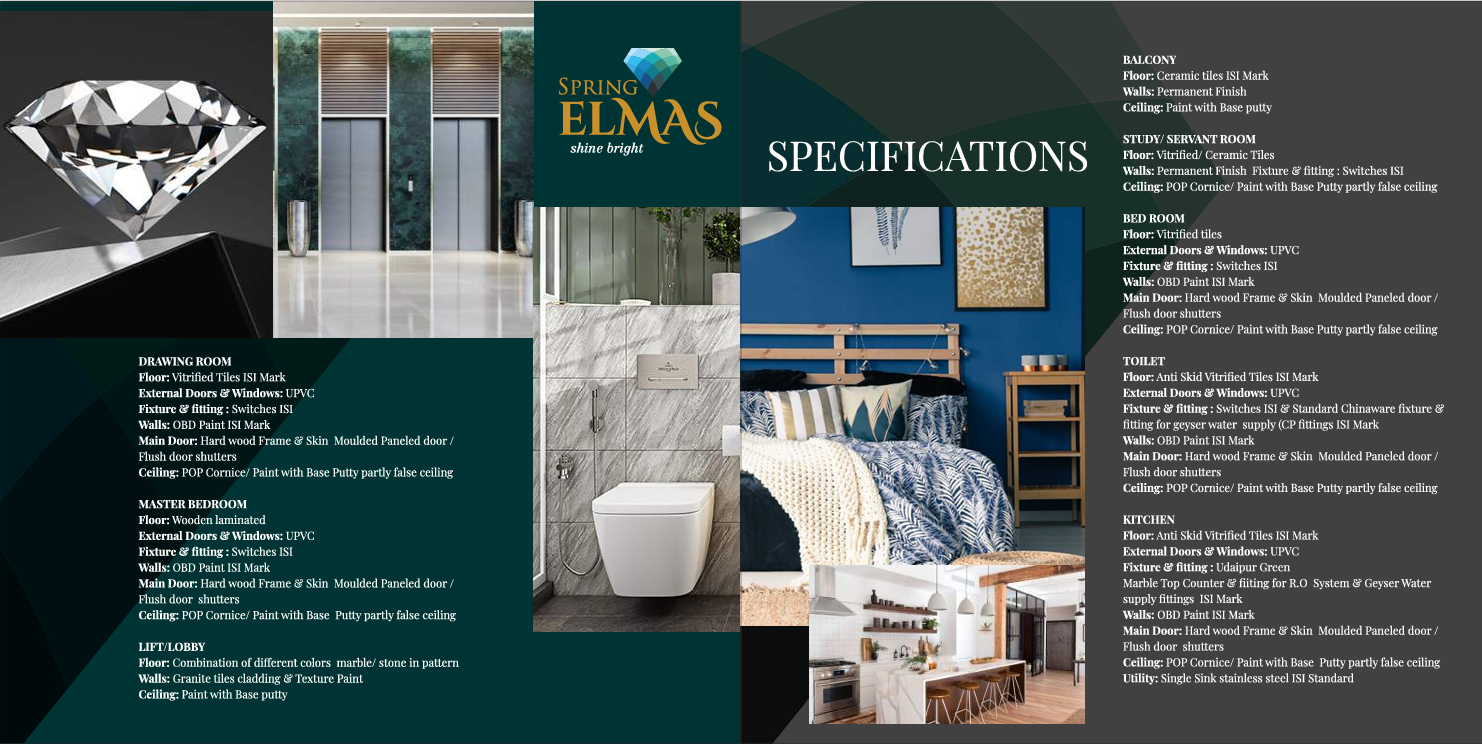 SPRING
ELMAS
shine bright
DRAWING ROOM
Floor: Vitrified Tiles ISI Mark
External Doors & Windows: UPVC
Fixture & fitting : Switches ISI
Walls: OBD Paint ISI Mark
Main Door: Hard wood Frame & Skin Moulded Paneled door /
Flush door shutters
Ceiling: POP Cornice/ Paint with Base Putty partly false ceiling
MASTER BEDROOM
Floor: Wooden laminated
External Doors & Windows: UPVC
Fixture & fitting : Switches ISI
Walls: OBD Paint ISI Mark
Main Door: Hard wood Frame & Skin Moulded Paneled door /
Flush door shutters
Ceiling: POP Cornice/ Paint with Base Putty partly false ceiling
LIFT/LOBBY
Floor: Combination of different colors marble/ stone in pattern
Walls: Granite tiles cladding & Texture Paint
Ceiling: Paint with Base putty
SPECIFICATIONS
BALCONY
Floor: Ceramic tiles ISI Mark
Walls: Permanent Finish
Ceiling: Paint with Base putty
STUDY/ SERVANT ROOM
Floor: Vitrified/ Ceramic Tiles
Walls: Permanent Finish Fixture & fitting : Switches ISI
Ceiling: POP Cornice/ Paint with Base Putty partly false ceiling
BED ROOM
Floor: Vitrified tiles
External Doors & Windows: UPVC
Fixture & fitting : Switches ISI
Walls: OBD Paint ISI Mark
Main Door: Hard wood Frame & Skin Moulded Paneled door /
Flush door shutters
Ceiling: POP Cornice/ Paint with Base Putty partly false ceiling
TOILET
Floor: Anti Skid Vitrified Tiles ISI Mark
External Doors & Windows: UPVC
Fixture & fitting : Switches ISI & Standard Chinaware fixture &
fitting for geyser water supply (CP fittings ISI Mark
Walls: OBD Paint ISI Mark
Main Door: Hard wood Frame & Skin Moulded Paneled door /
Flush door shutters
Ceiling: POP Cornice/ Paint with Base Putty partly false ceiling
KITCHEN
Floor: Anti Skid Vitrified Tiles ISI Mark
External Doors & Windows: UPVC
Fixture & fitting : Udaipur Green
Marble Top Counter & fiiting for R.O System & Geyser Water
supply fittings ISI Mark
Walls: OBD Paint ISI Mark
Main Door: Hard wood Frame & Skin Moulded Paneled door /
Flush door shutters
Ceiling: POP Cornice/ Paint with Base Putty partly false ceiling
Utility: Single Sink stainless steel ISI Standard